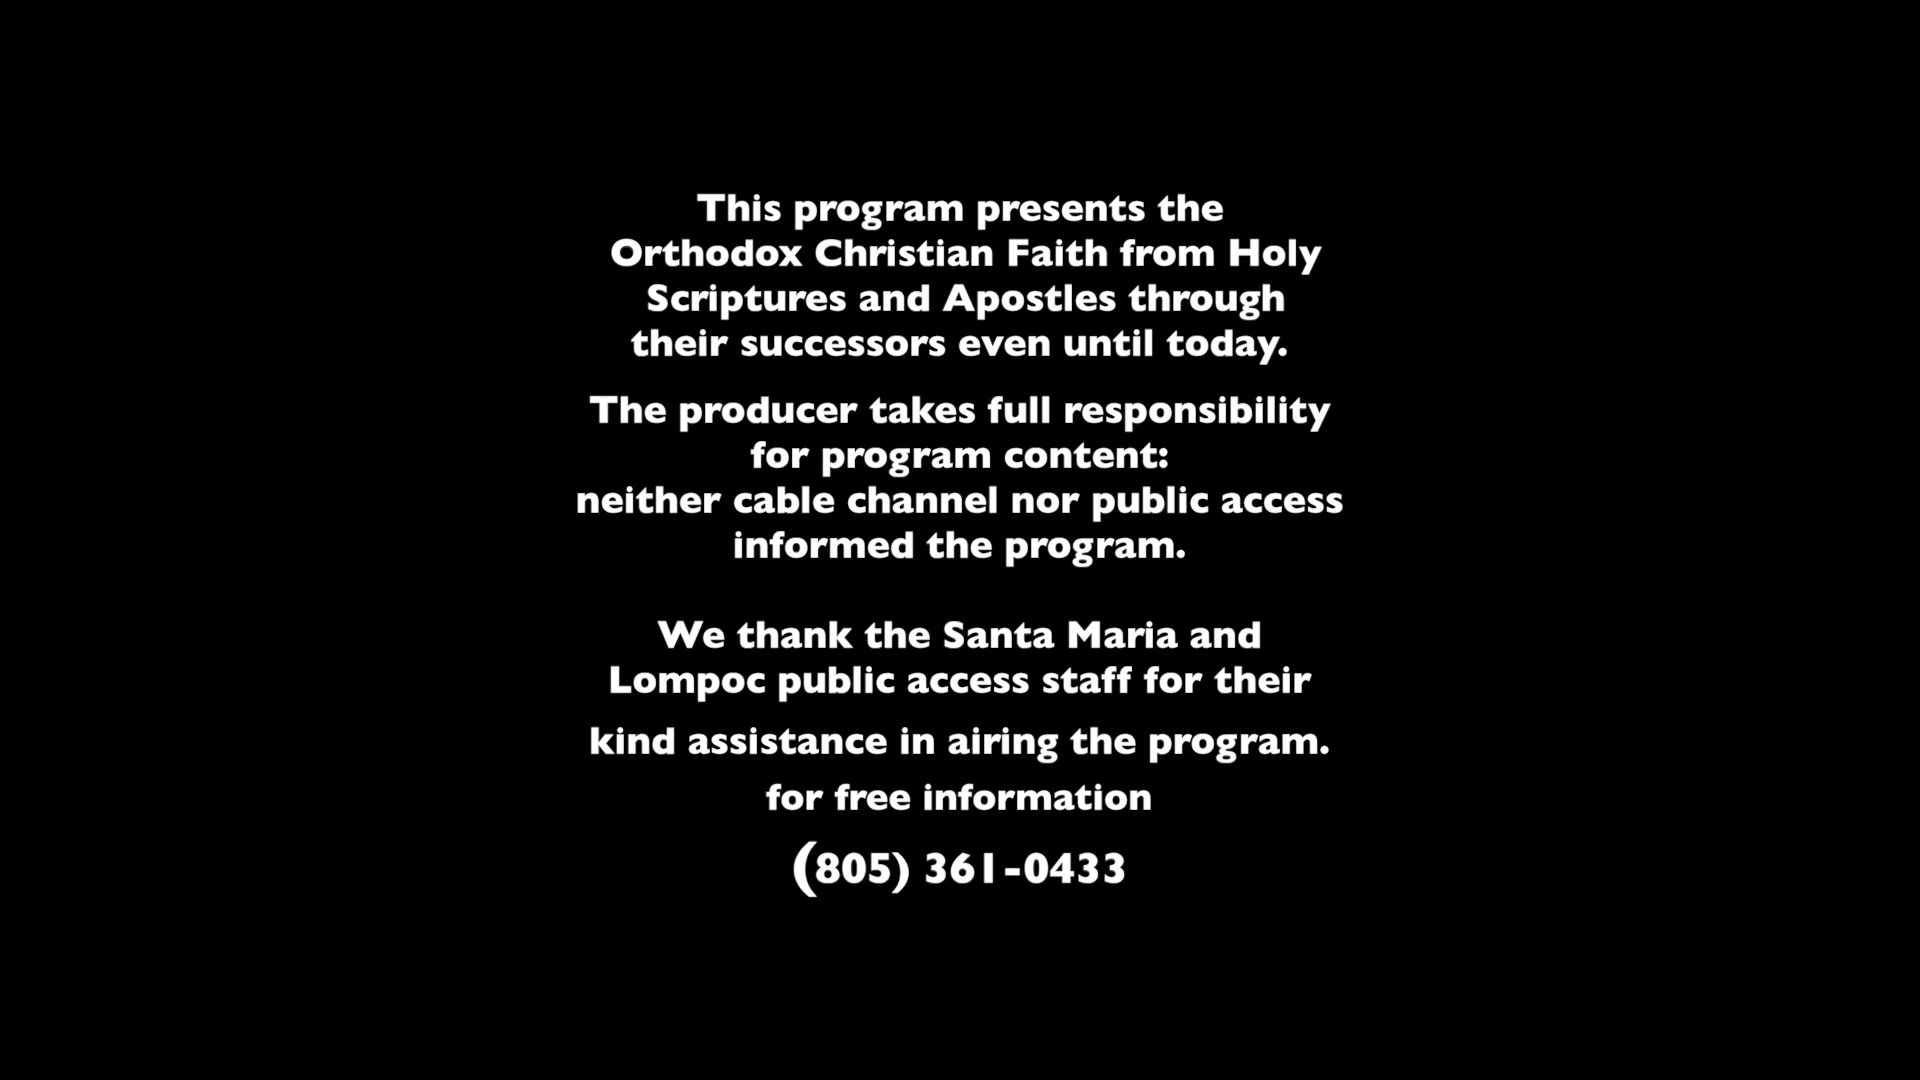 This program presents the
Orthodox Christian Faith from Holy
Scriptures and Apostles through
their successors even until today.
The producer takes full responsibility
for program content:
neither cable channel nor public access
informed the program.
We thank the Santa Maria and
Lompoc public access staff for their
kind assistance in airing the program.
for free information
(805) 361-0433